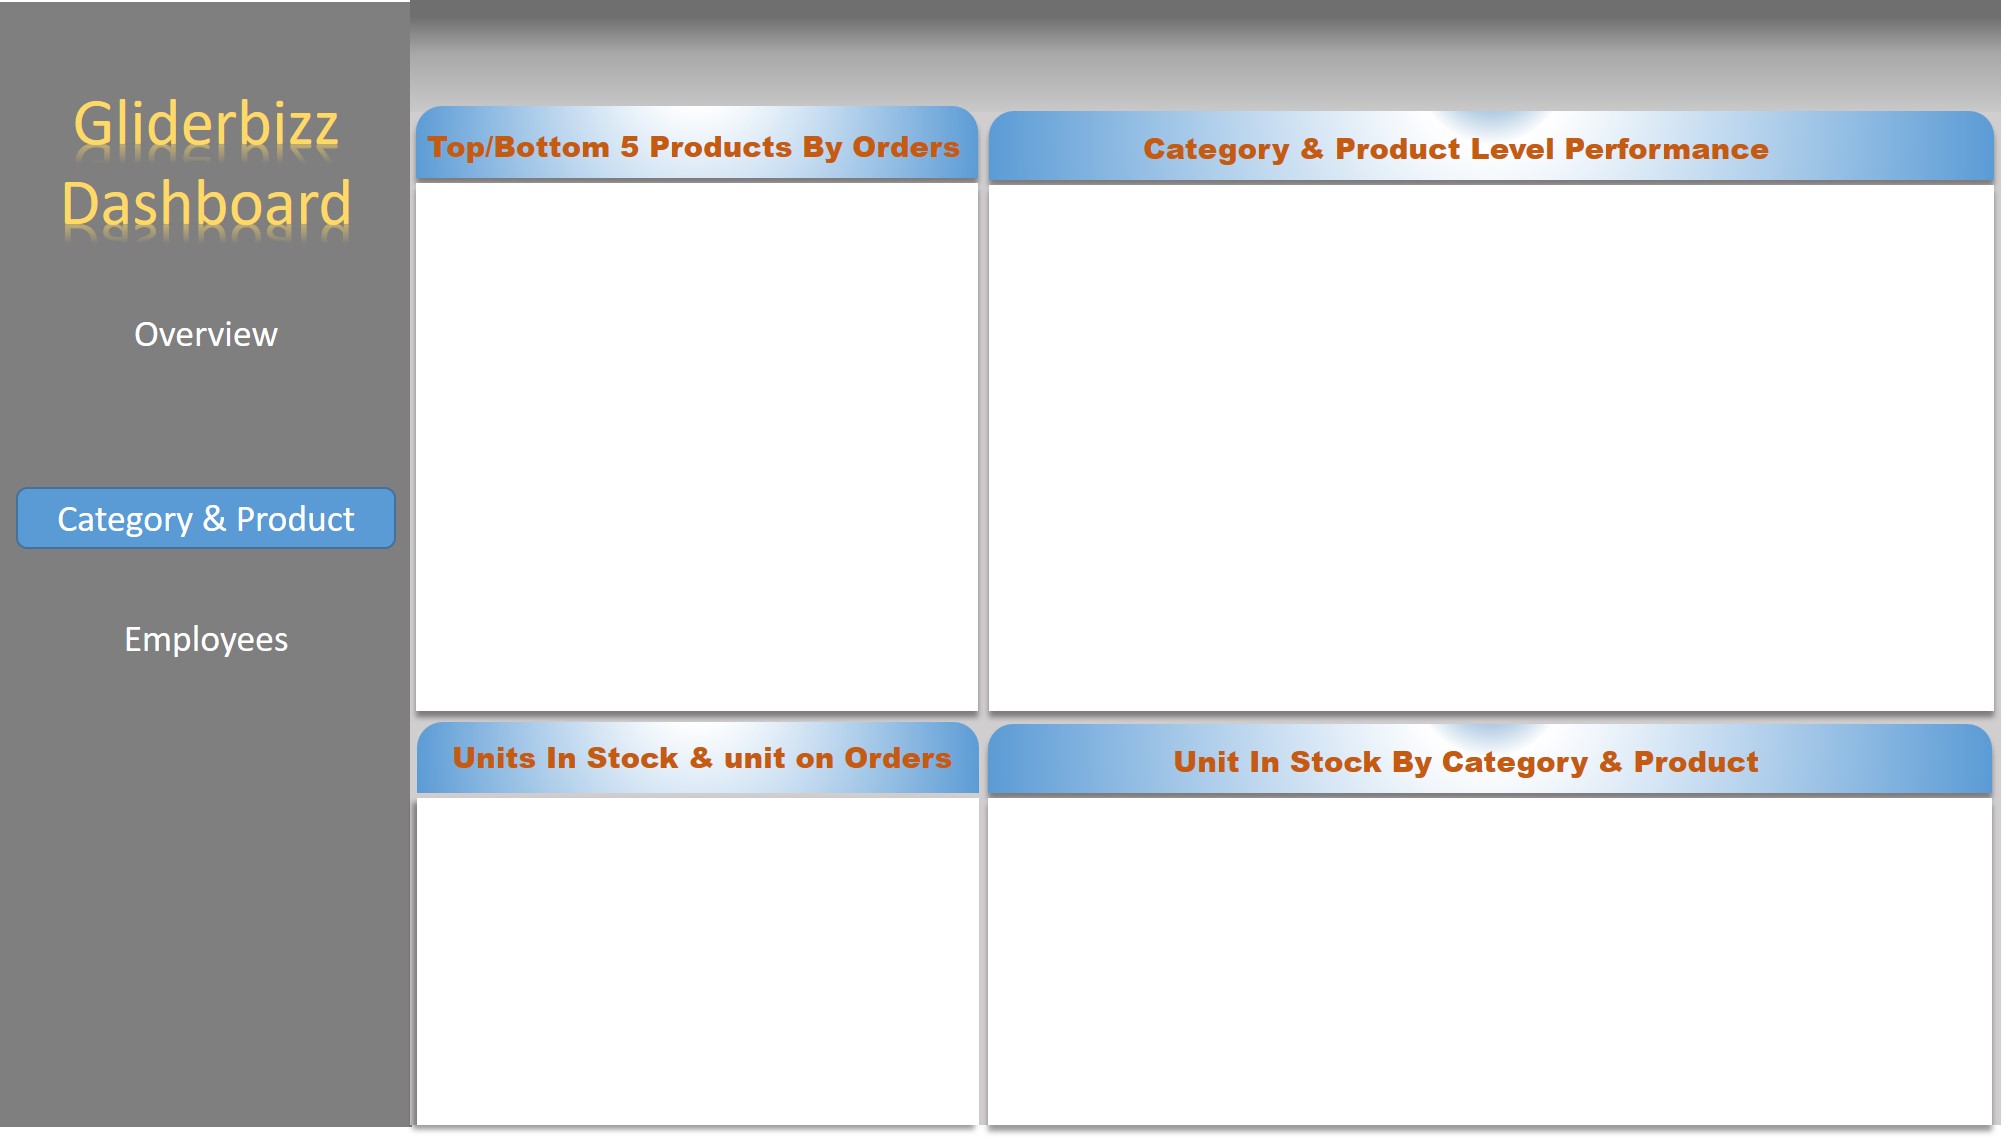 Gliderbizz
Dashboard
Overview
Category & Product
Employees
Top/Bottom 5 Products By Orders
Category & Product Level Performance
Units In Stock & unit on Orders
Unit In Stock By Category & Product